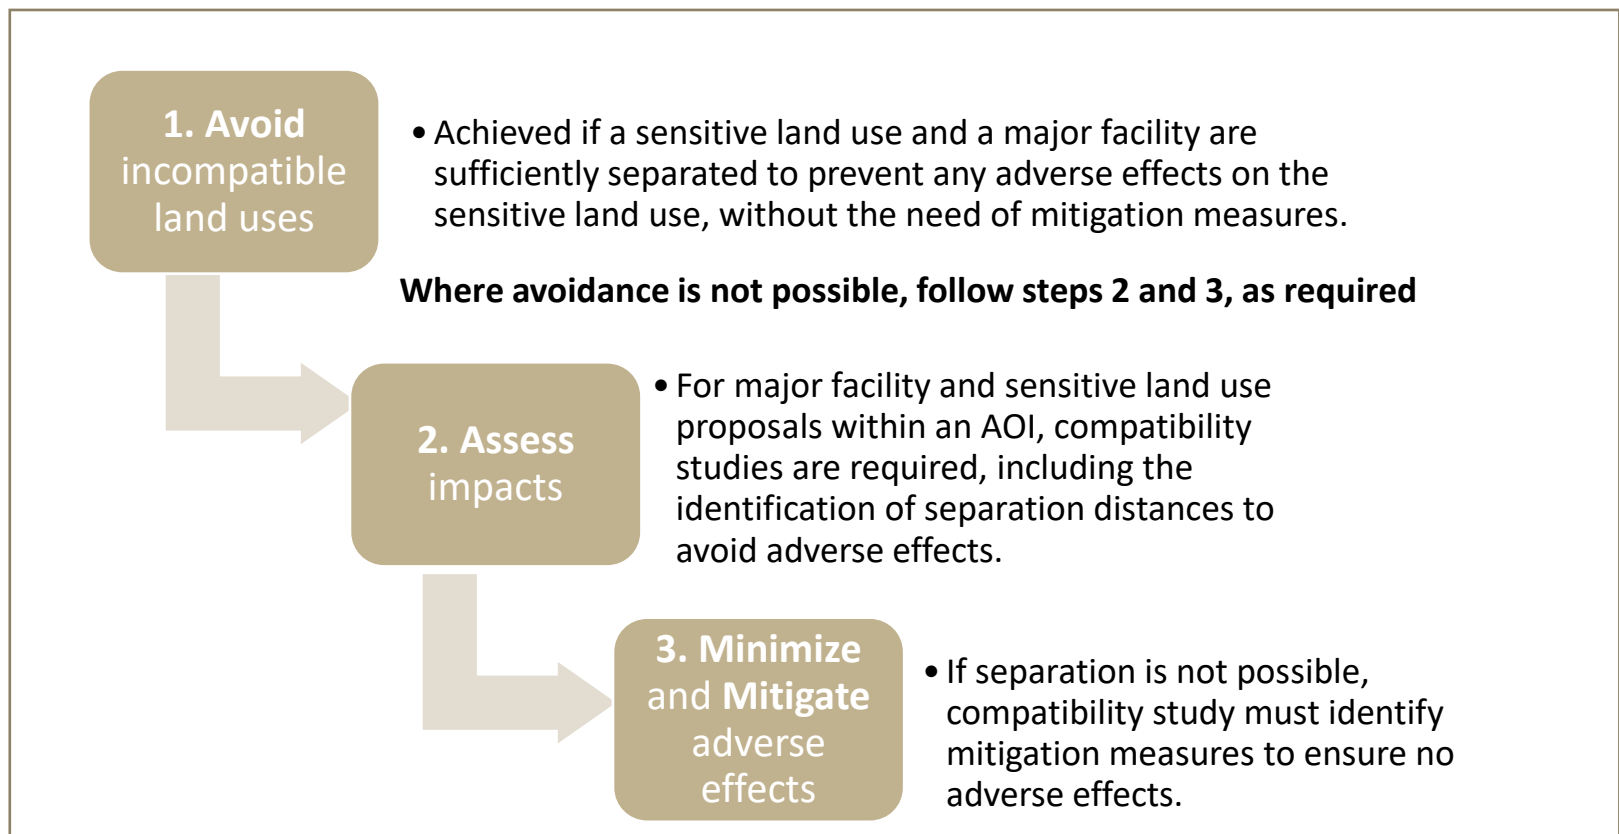 1. Avoid
incompatible
land uses
• Achieved if a sensitive land use and a major facility are
sufficiently separated to prevent any adverse effects on the
sensitive land use, without the need of mitigation measures.
Where avoidance is not possible, follow steps 2 and 3, as required
2. Assess
impacts
• For major facility and sensitive land use
proposals within an AOI, compatibility
studies are required, including the
identification of separation distances to
avoid adverse effects.
3. Minimize
and Mitigate
adverse
effects
• If separation is not possible,
compatibility study must identify
mitigation measures to ensure no
adverse effects.